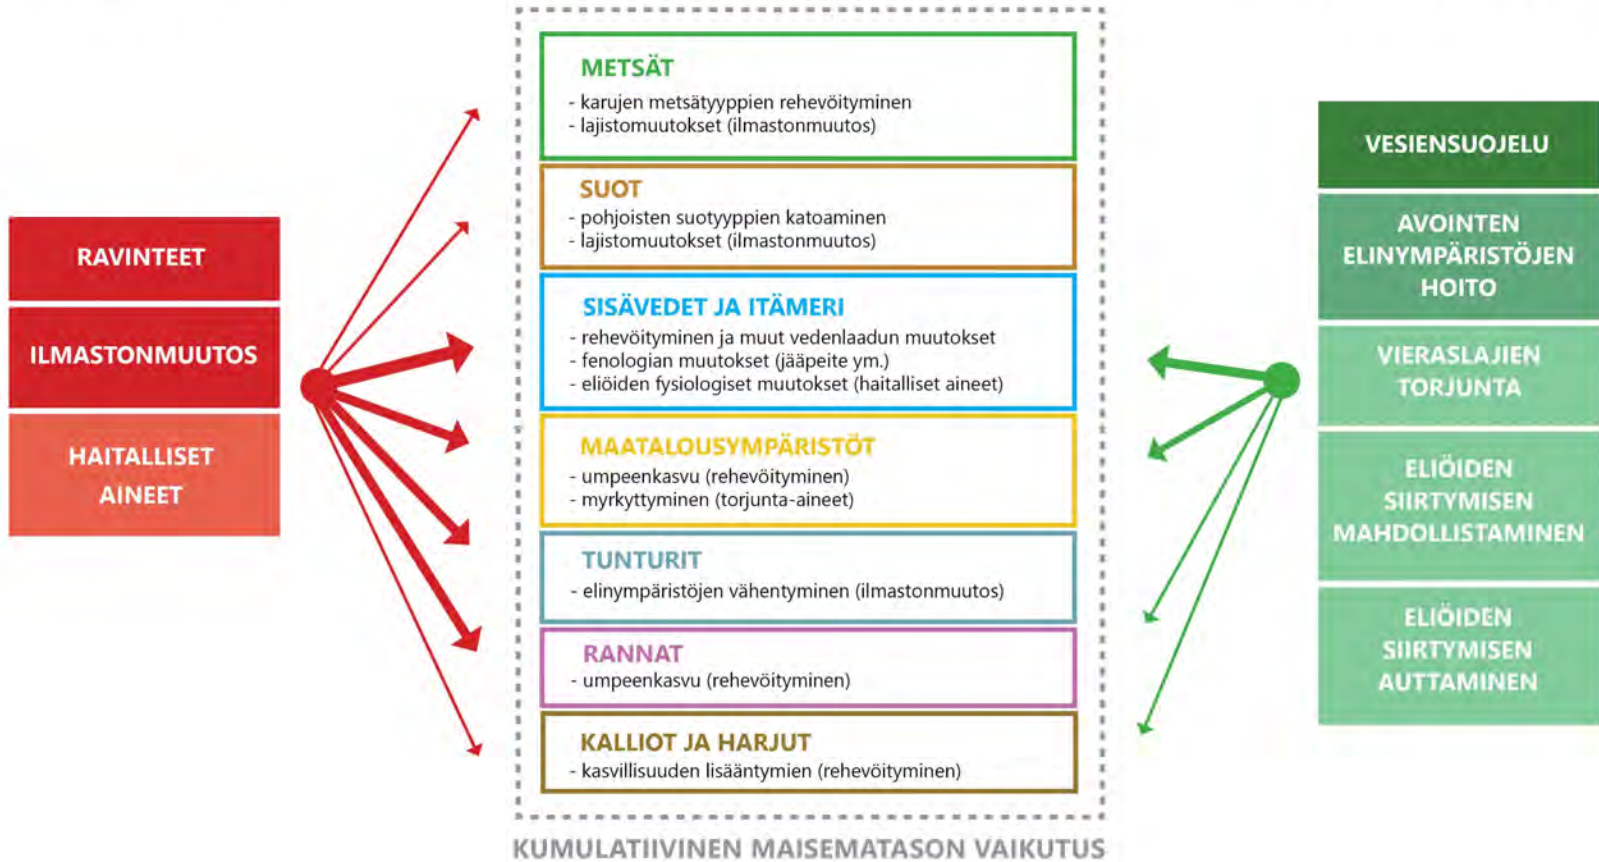 RAVINTEET
ILMASTONMUUTOS
HAITALLISET
AINEET
METSÄT
- karujen metsätyyppien rehevöityminen
- lajistomuutokset (ilmastonmuutos)
SUOT
- pohjoisten suotyyppien katoaminen
- lajistomuutokset (ilmastonmuutos)
SISÄVEDET JA ITÄMERI
- rehevöityminen ja muut vedenlaadun muutokset
- fenologian muutokset (jääpeite ym.)
- eliöiden fysiologiset muutokset (haitalliset aineet)
MAATALOUSYMPÄRISTÖT
- umpeenkasvu (rehevöityminen)
- myrkyttyminen (torjunta-aineet)
TUNTURIT
- elinympäristöjen vähentyminen (ilmastonmuutos)
RANNAT
- umpeenkasvu (rehevöityminen)
KALLIOT JA HARJUT
- kasvillisuuden lisääntymien (rehevöityminen)
KUMULATIIVINEN MAISEMATASON VAIKUTUS
VESIENSUOJELU
AVOINTEN
ELINYMPÄRISTÖJEN
HOITO
VIERASLAJIEN
TORJUNTA
ELIÖIDEN
SIIRTYMISEN
MAHDOLLISTAMINEN
ELIÖIDEN
SIIRTYMISEN
AUTTAMINEN